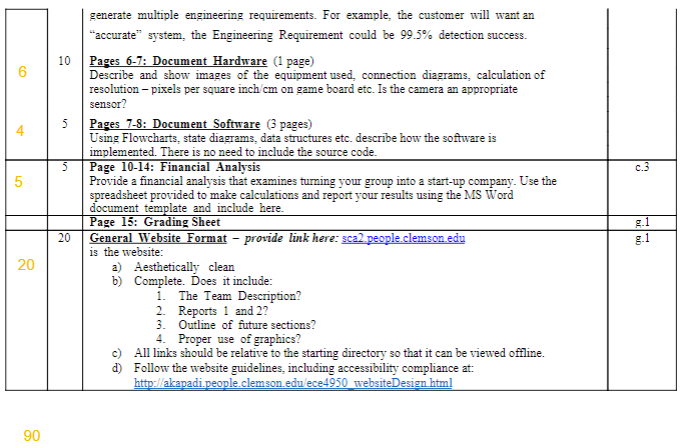 generate multiple engineering requirements. For example, the customer will want an
"accurate" system, the Engineering Requirement could be 99.5% detection success.
6
10
Pages 6-7: Document Hardware (1 page)
Describe and show images of the equipment used, connection diagrams, calculation of
resolution – pixels per square inch/cm on game board etc. Is the camera an appropriate
sensor?
4
5
Pages 7-8: Document Software (3 pages)
Using Flowcharts, state diagrams, data structures etc. describe how the software is
implemented. There is no need to include the source code.
5
5
Page 10-14: Financial Analysis
c.3
Provide a financial analysis that examines turning your group into a start-up company. Use the
spreadsheet provided to make calculations and report your results using the MS Word
document template and include here.
Page 15: Grading Sheet
g.1
20
20
General Website Format – provide link here: sca2.people.clemson.edu
g.1
is the website:
a) Aesthetically clean
b) Complete. Does it include:
1. The Team Description?
2. Reports 1 and 2?
3. Outline of future sections?
4. Proper use of graphics?
c) All links should be relative to the starting directory so that it can be viewed offline.
d) Follow the website guidelines, including accessibility compliance at:
http://akapadi.people.clemson.edu/ece4950_websiteDesign.html
90